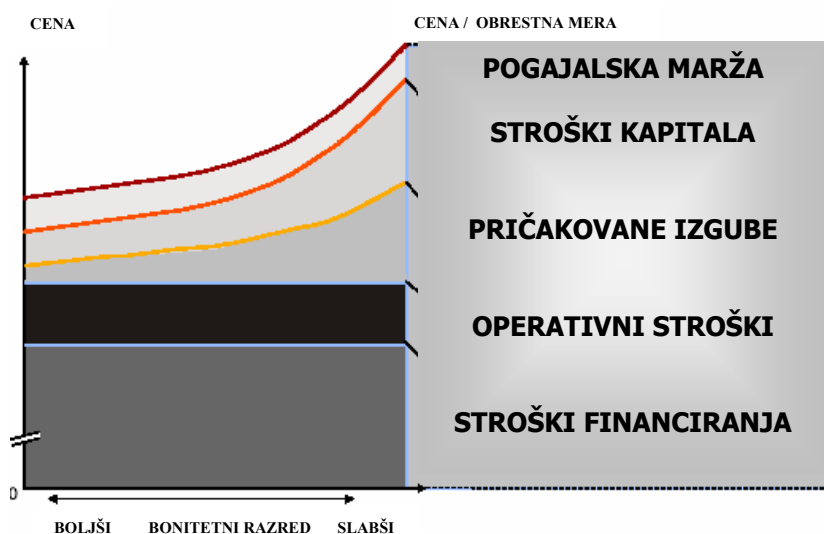 CENA
CENA / OBRESTNA MERA
POGAJALSKA MARŽA
STROŠKI KAPITALA
PRIČAKOVANE IZGUBE
OPERATIVNI STROŠKI
STROŠKI FINANCIRANJA
0
BOLJŠI BONITETNI RAZRED SLABŠI